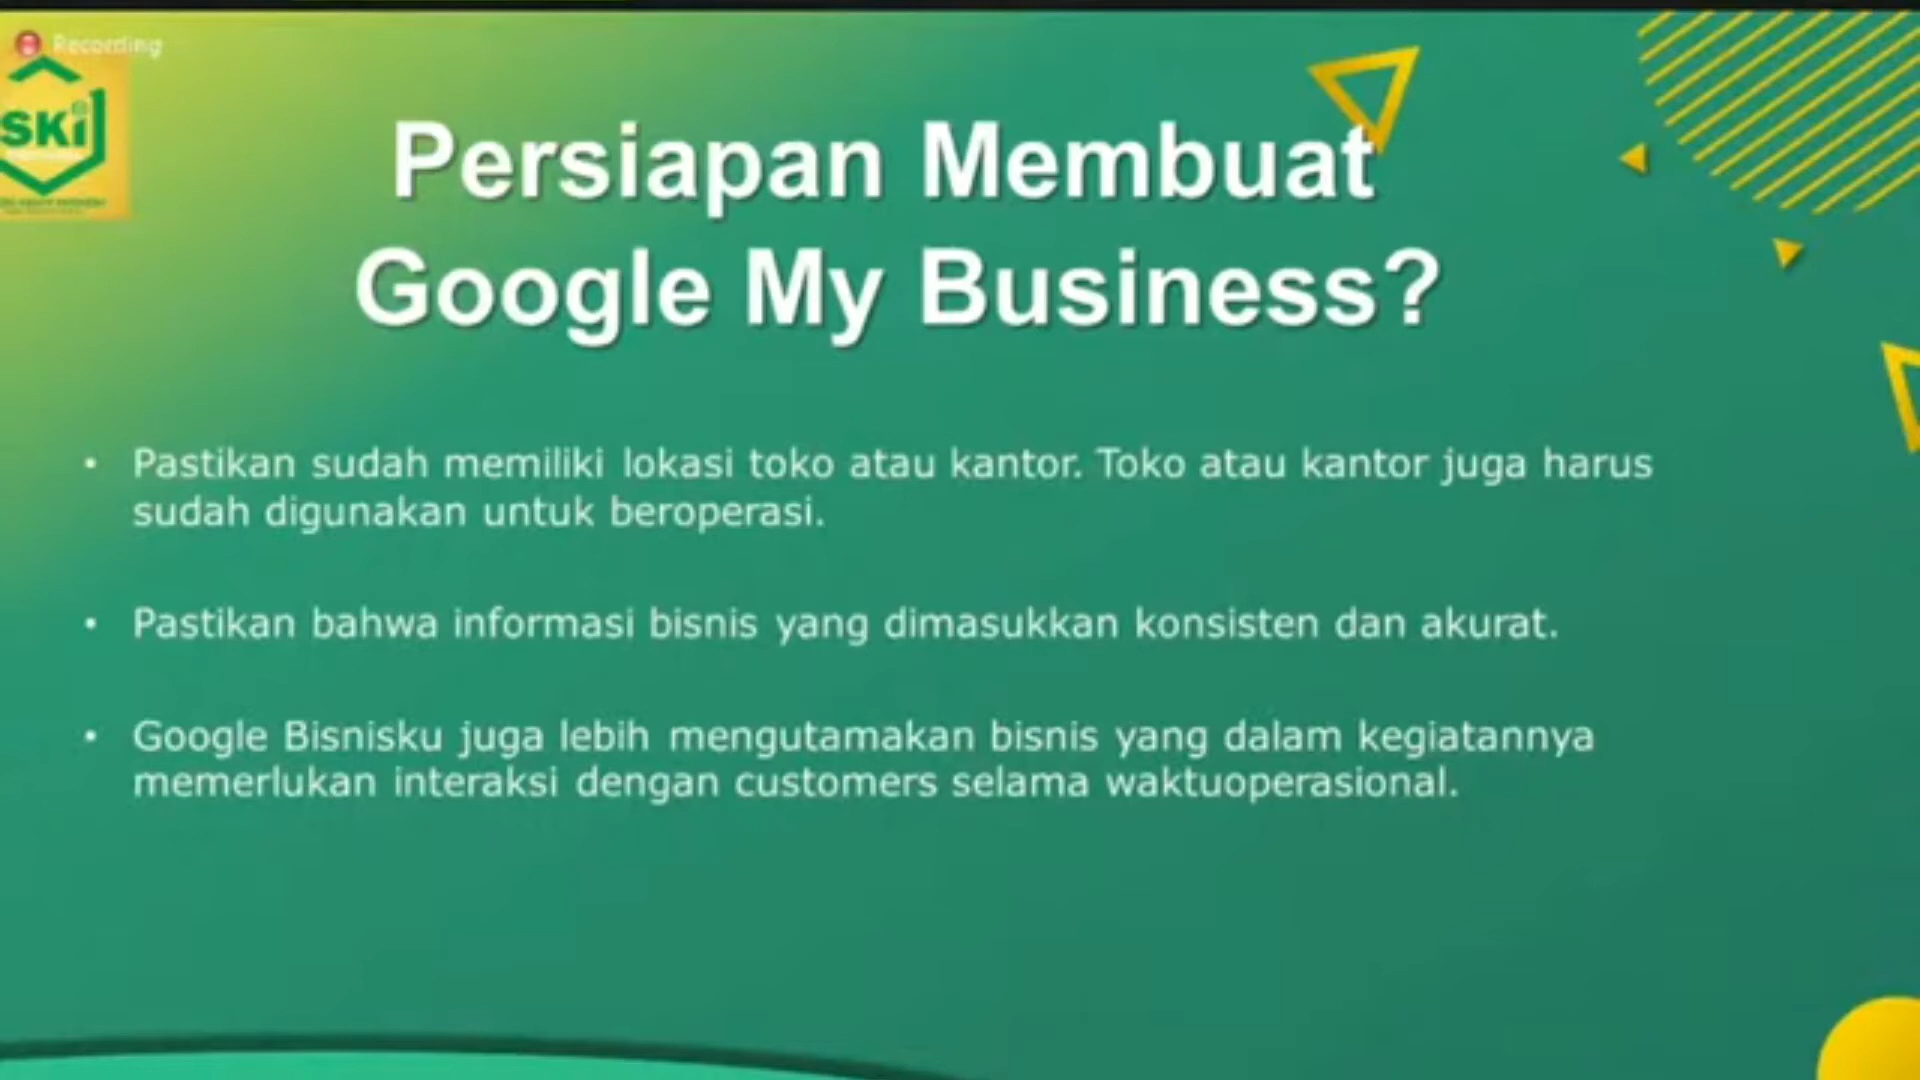 Recording
SKi
Persiapan Membuat
Google My Business?
• Pastikan sudah memiliki lokasi toko atau kantor. Toko atau kantor juga harus
sudah digunakan untuk beroperasi.
• Pastikan bahwa informasi bisnis yang dimasukkan konsisten dan akurat.
• Google Bisnisku juga lebih mengutamakan bisnis yang dalam kegiatannya
memerlukan interaksi dengan customers selama waktuoperasional.